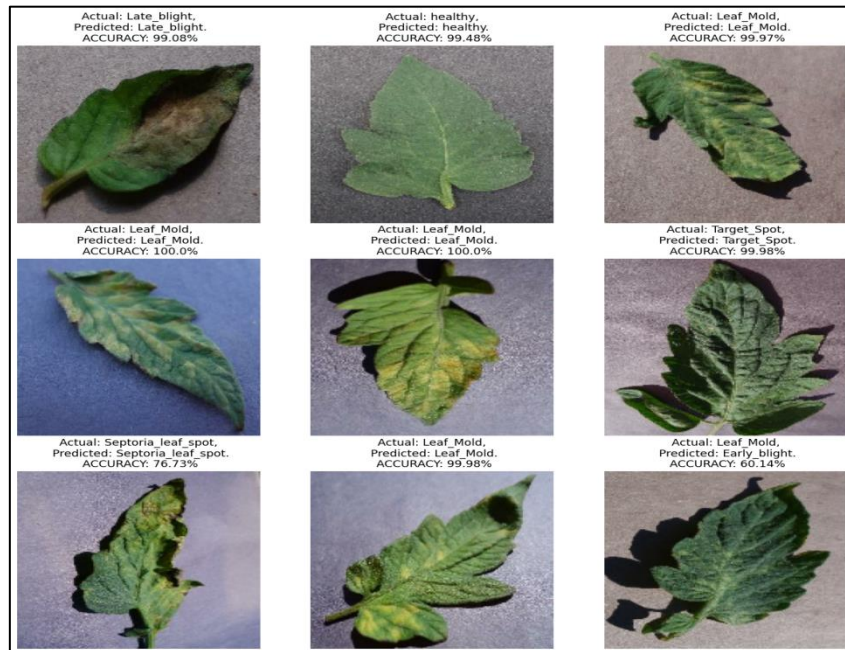 Actual: Late_blight,
Predicted: Late_blight.
ACCURACY: 99.08%
Actual: healthy,
Predicted: healthy.
ACCURACY: 99.48%
Actual: Leaf_Mold,
Predicted: Leaf_Mold.
ACCURACY: 99.97%
Actual: Leaf_Mold,
Predicted: Leaf_Mold.
ACCURACY: 100.0%
Actual: Leaf_Mold,
Predicted: Leaf_Mold.
ACCURACY: 100.0%
Actual: Target_Spot,
Predicted: Target_Spot.
ACCURACY: 99.98%
Actual: Septoria_leaf_spot,
Predicted: Septoria_leaf_spot.
ACCURACY: 76.73%
Actual: Leaf_Mold,
Predicted: Leaf_Mold.
ACCURACY: 99.98%
Actual: Leaf_Mold,
Predicted: Early_blight.
ACCURACY: 60.14%